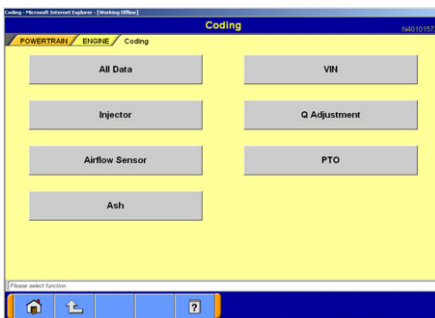 Coding - Microsoft Internet Explorer - [Working Offline]
Coding
N4010157
POWERTRAIN ENGINE Coding
All Data VIN
Injector Q Adjustment
Airflow Sensor PTO
Ash
Please select function.
?